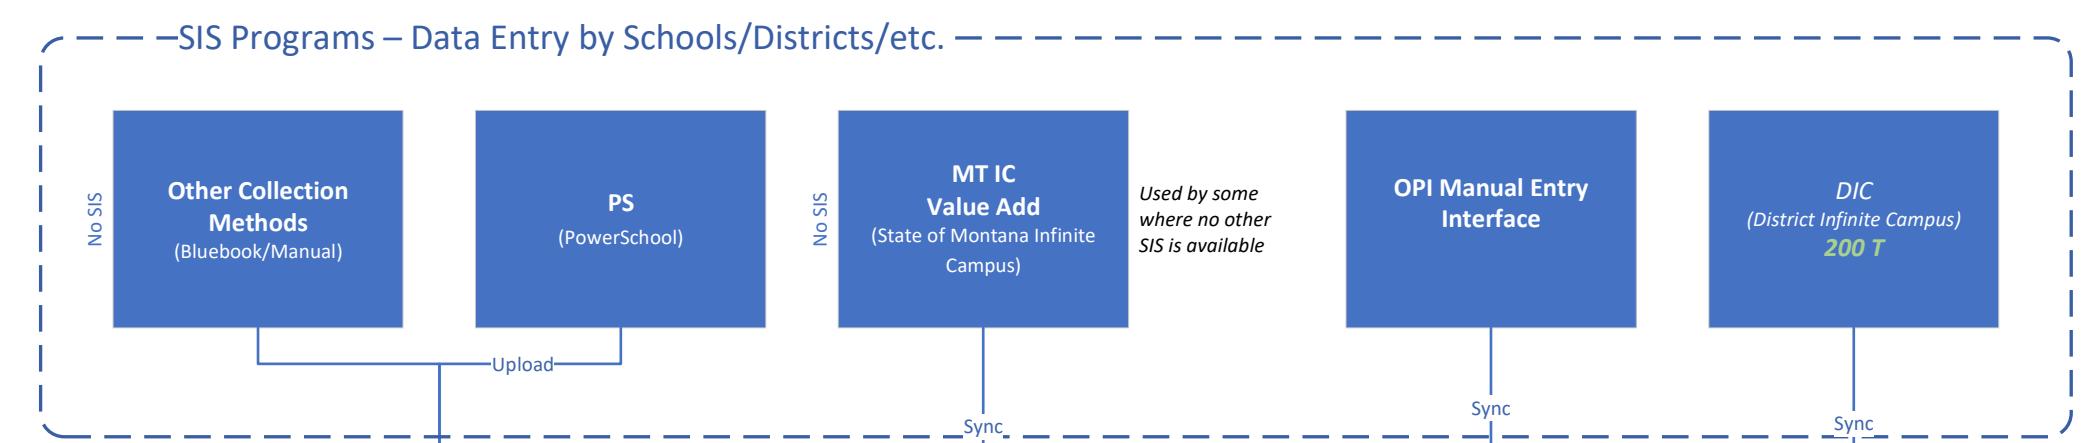 SIS Programs – Data Entry by Schools/Districts/etc.
No SIS
Other Collection
Methods
(Bluebook/Manual)
PS
(PowerSchool)
No SIS
MT IC
Value Add
(State of Montana Infinite
Campus)
Used by some
where no other
SIS is available
OPI Manual Entry
Interface
DIC
(District Infinite Campus)
200 T
Upload
Sync
Sync
Sync